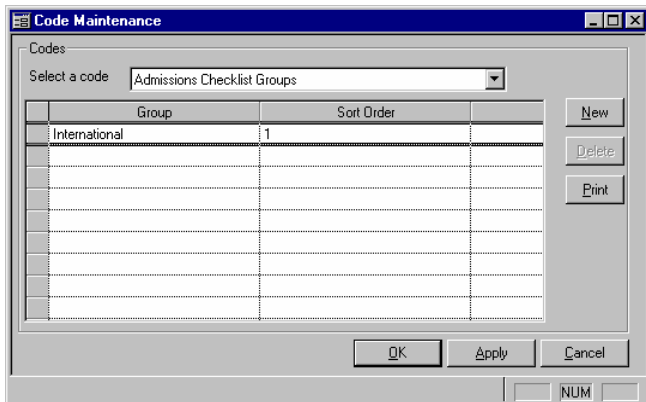 Code Maintenance
Codes
Select a code Admissions Checklist Groups
Group Sort Order
International 1
New
Delete
Print
OK Apply Cancel
NUM